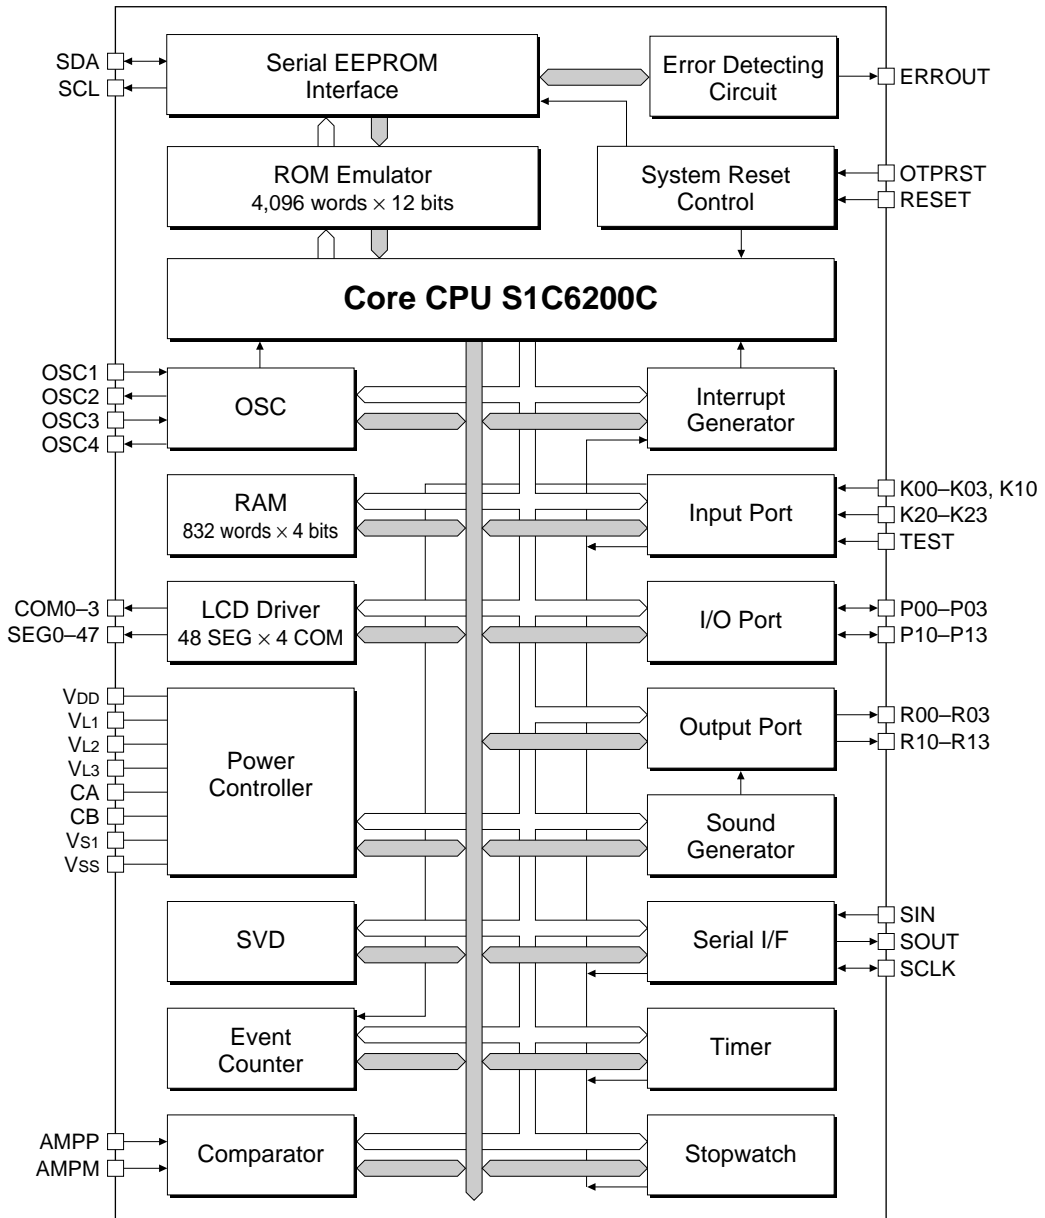 SDA
SCL
Serial EEPROM
Interface
Error Detecting
Circuit
ERROUT
ROM Emulator
4,096 words × 12 bits
System Reset
Control
OTPRST
RESET
Core CPU S1C6200C
OSC1
OSC2
OSC3
OSC4
OSC
Interrupt
Generator
RAM
832 words × 4 bits
Input Port
K00–K03, K10
K20–K23
TEST
COM0–3
SEG0–47
LCD Driver
48 SEG × 4 COM
I/O Port
P00–P03
P10–P13
VDD
VL1
VL2
VL3
CA
CB
VS1
VSS
Power
Controller
Output Port
R00–R03
R10–R13
Sound
Generator
SVD
Serial I/F
SIN
SOUT
SCLK
Event
Counter
Timer
AMPP
AMPM
Comparator
Stopwatch